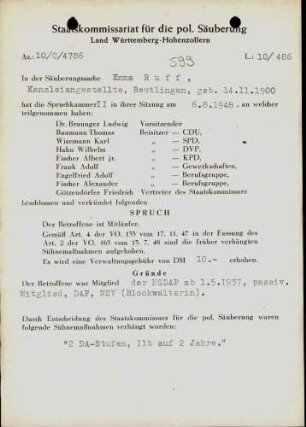 Staatskommissariat für die pol. Säuberung
Land Württemberg-Hohenzollern
Az.: 10/C/4786
L: 10/486
593
In der Säuberungssache Emma Ruff,
Kanzleiangestellte, Reutlingen, geb. 14.11.1900
hat die Spruchkammer II in ihrer Sitzung am 6.8.1948 , an welcher
teilgenommen haben:
Dr. Brauger Ludwig Vorsitzender
Baumann Thomas Beisitzer — CDU,
Wizemann Karl „ — SPD,
Hahn Wilhelm „ — DVP,
Fischer Albert jr. „ — KPD,
Frank Adolf „ — Gewerkschaften,
Engelfried Adolf „ — Berufsgruppe,
Fischer Alexander „ — Berufsgruppe,
Götzendörfer Friedrich Vertreter des Staatskommissars
beschlossen und verkündet folgenden
SPRUCH
Der Betroffene ist Mitläufer.
Gemäß Art. 4 der VO. 133 vom 17. 11. 47 in der Fassung des
Art. 2 der VO. 165 vom 13. 7. 48 sind die früher verhängten
Sühnemaßnahmen aufgehoben.
Es wird eine Verwaltungsgebühr von DM 10.- erhoben.
Gründe
Der Betroffene war Mitglied der NSDAP ab 1.5.1937, passiv.
Mitglied, DAF, NSV (Blockwalterin).
Durch Entscheidung des Staatskommissars für die pol. Säuberung waren
folgende Sühnemaßnahmen verhängt worden:
"2 DA-Stufen, 11b auf 2 Jahre."